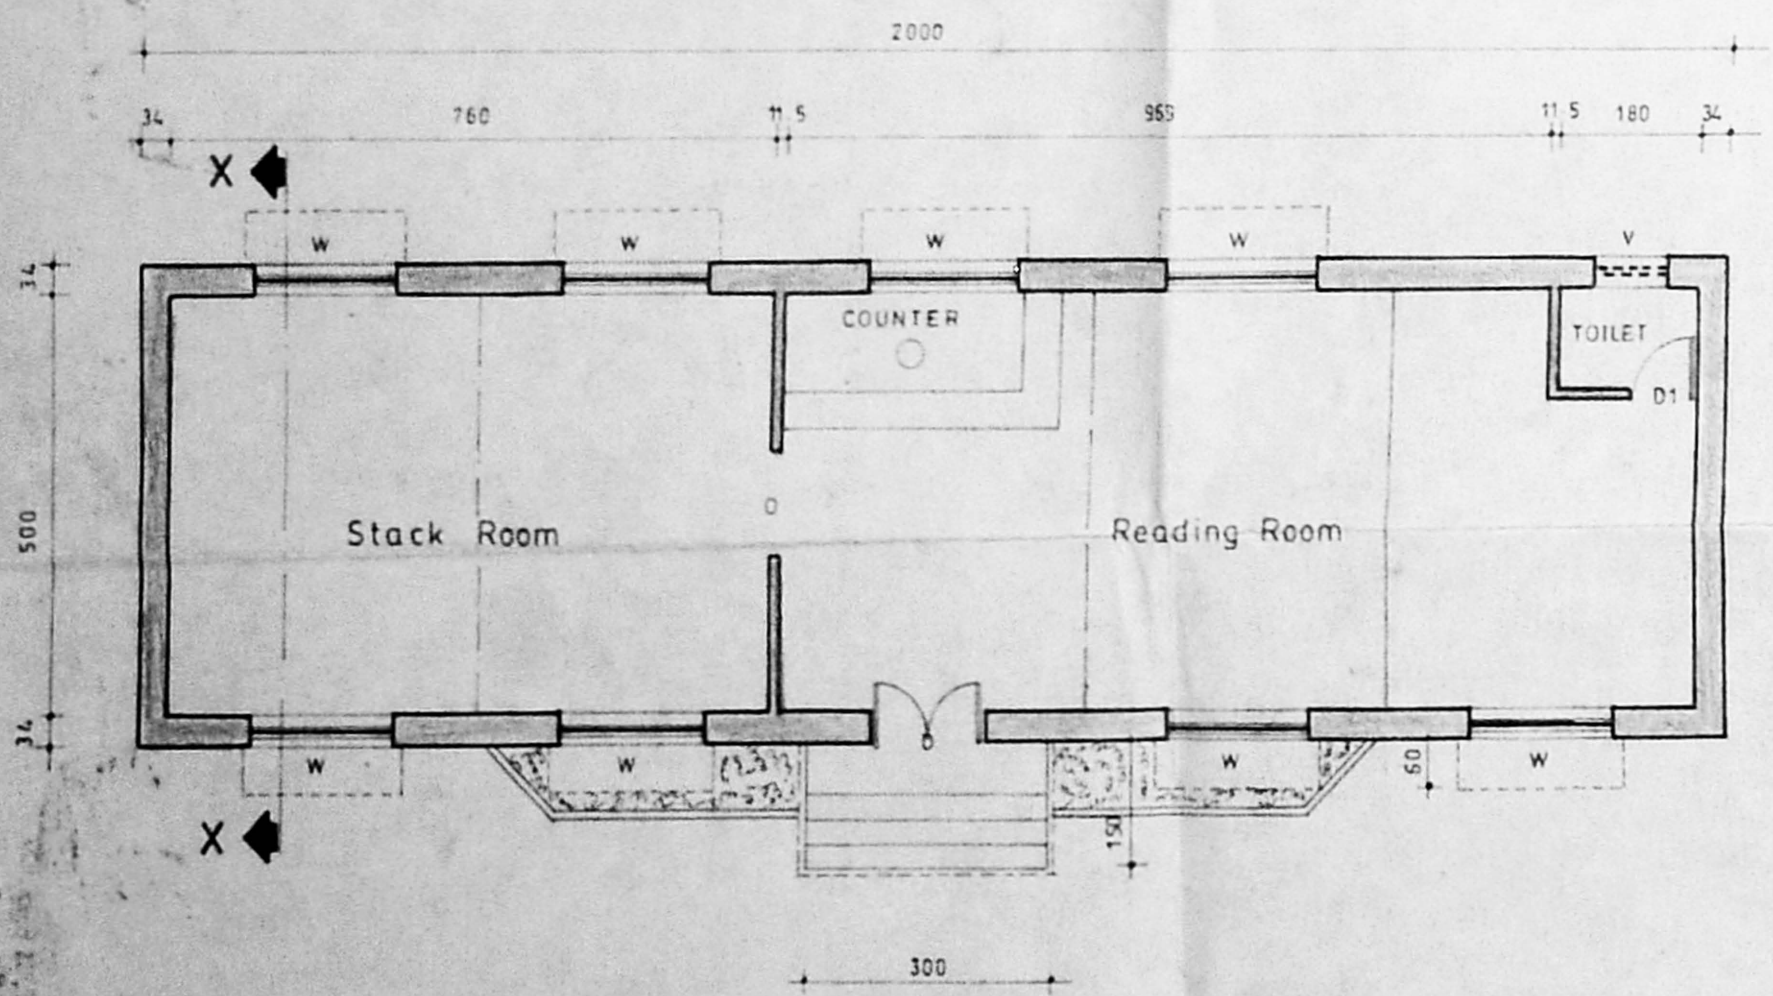 2000
34 760 11.5 965 11.5 180 34
X
W W W W V
34
COUNTER
TOILET
D1
500
O
Stack Room Reading Room
34
D
W W W W
60
X
150
300